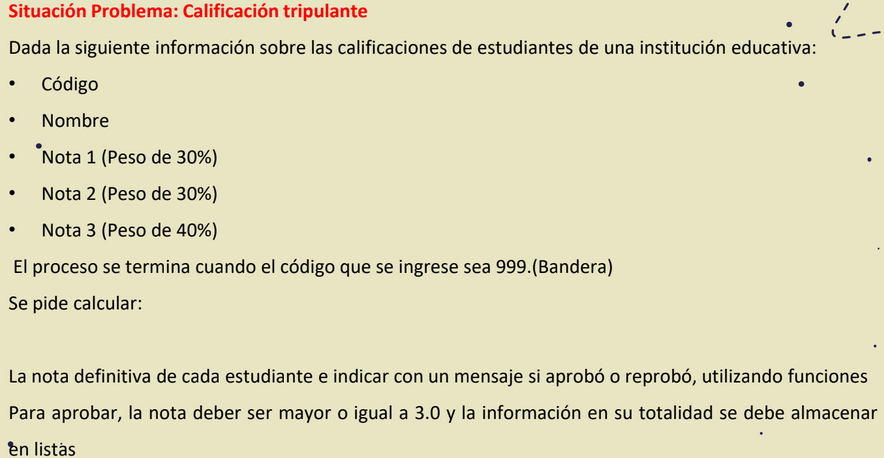 Situación Problema: Calificación tripulante
Dada la siguiente información sobre las calificaciones de estudiantes de una institución educativa:
• Código
• Nombre
• Nota 1 (Peso de 30%)
• Nota 2 (Peso de 30%)
• Nota 3 (Peso de 40%)
El proceso se termina cuando el código que se ingrese sea 999.(Bandera)
Se pide calcular:
La nota definitiva de cada estudiante e indicar con un mensaje si aprobó o reprobó, utilizando funciones
Para aprobar, la nota deber ser mayor o igual a 3.0 y la información en su totalidad se debe almacenar
en listas